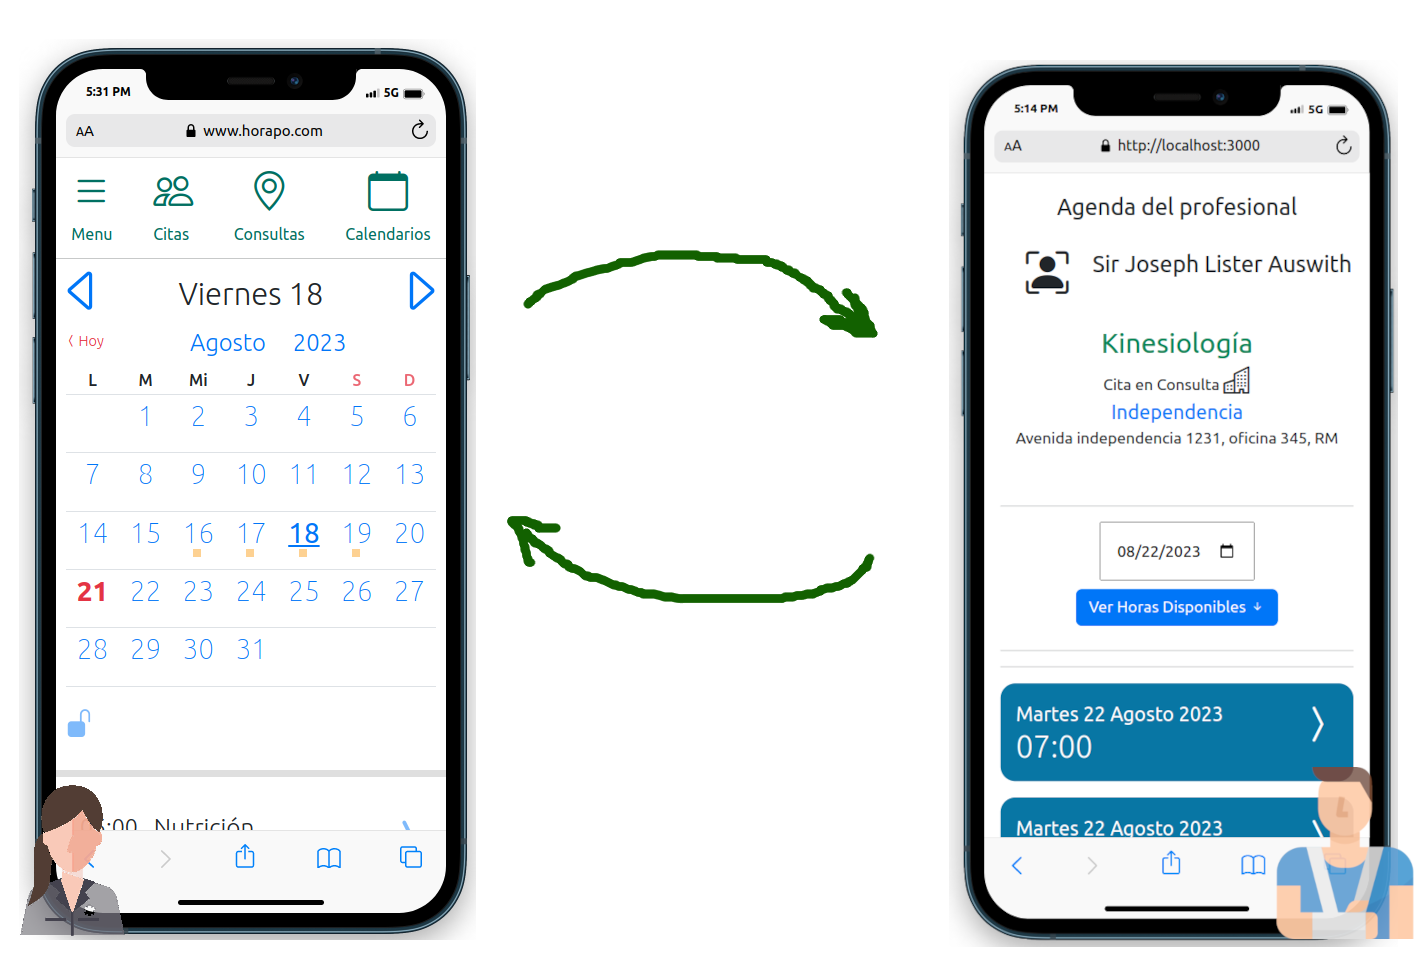 5:31 PM
5G
AA
www.horapo.com
Menu
Citas
Consultas
Calendarios
Viernes 18
Hoy
Agosto 2023
L M Mi J V S D
1 2 3 4 5 6
7 8 9 10 11 12 13
14 15 16 17 18 19 20
21 22 23 24 25 26 27
28 29 30 31
:00 Nutrición
5:14 PM
5G
AA
http://localhost:3000
Agenda del profesional
Sir Joseph Lister Auswith
Kinesiología
Cita en Consulta
Independencia
Avenida independencia 1231, oficina 345, RM
08/22/2023
Ver Horas Disponibles
Martes 22 Agosto 2023
07:00
Martes 22 Agosto 2023